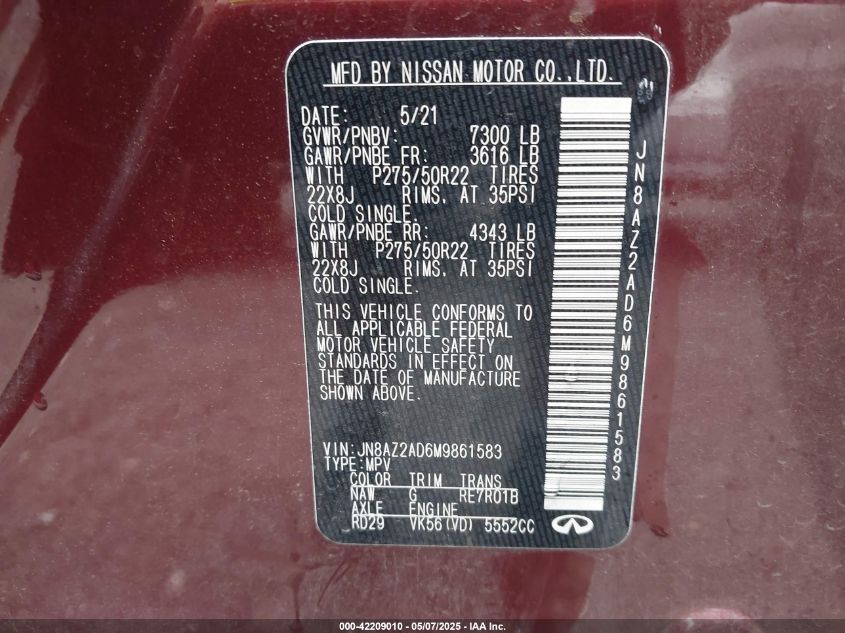 MFD BY NISSAN MOTOR CO.,LTD.
DATE: 5/21
GVWR/PNBV: 7300 LB
GAWR/PNBE FR: 3616 LB
WITH P275/50R22 TIRES
22X8J RIMS, AT 35PSI
COLD SINGLE.
GAWR/PNBE RR: 4343 LB
WITH P275/50R22 TIRES
22X8J RIMS, AT 35PSI
COLD SINGLE.
THIS VEHICLE CONFORMS TO
ALL APPLICABLE FEDERAL
MOTOR VEHICLE SAFETY
STANDARDS IN EFFECT ON
THE DATE OF MANUFACTURE
SHOWN ABOVE.
VIN:JN8AZ2AD6M9861583
TYPE:MPV
COLOR TRIM TRANS
NAW G RE7R01B
AXLE ENGINE
RD29 VK56(VD) 5552CC
JN8AZ2AD6M9861583
000-42209010 - 05/07/2025 - IAA Inc.